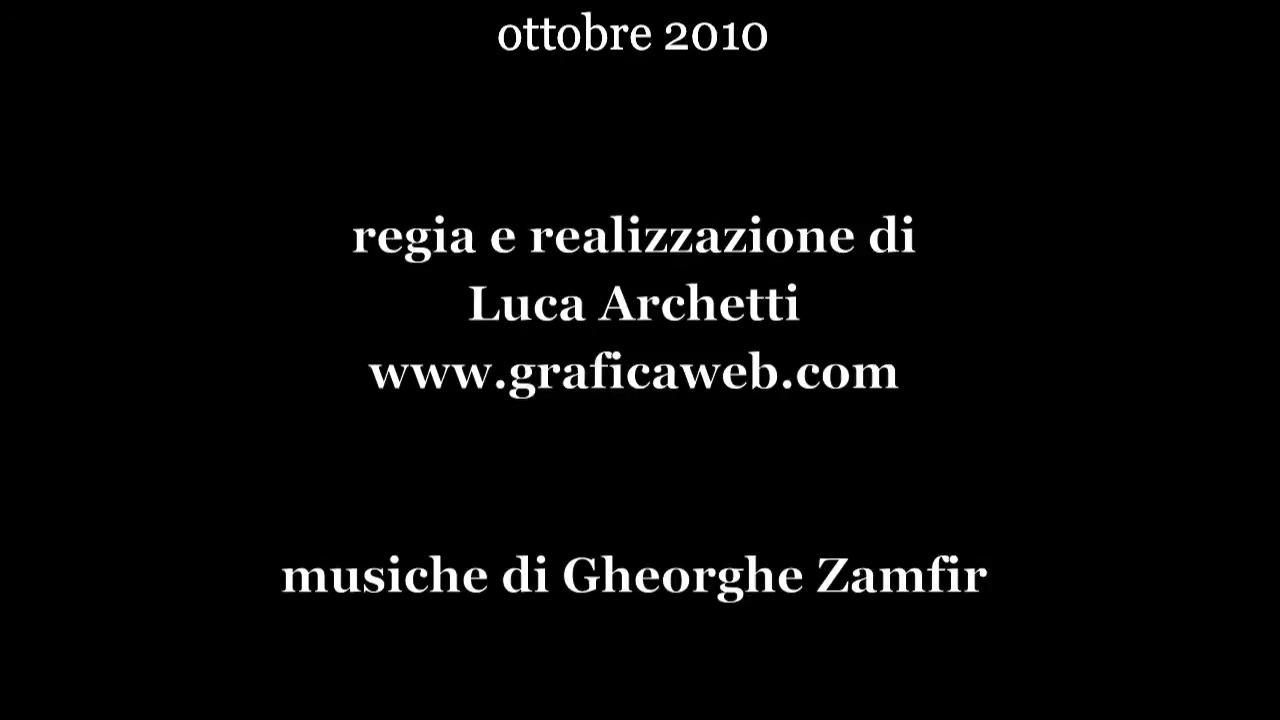 ottobre 2010
regia e realizzazione di
Luca Archetti
www.graficaweb.com
musiche di Gheorghe Zamfir